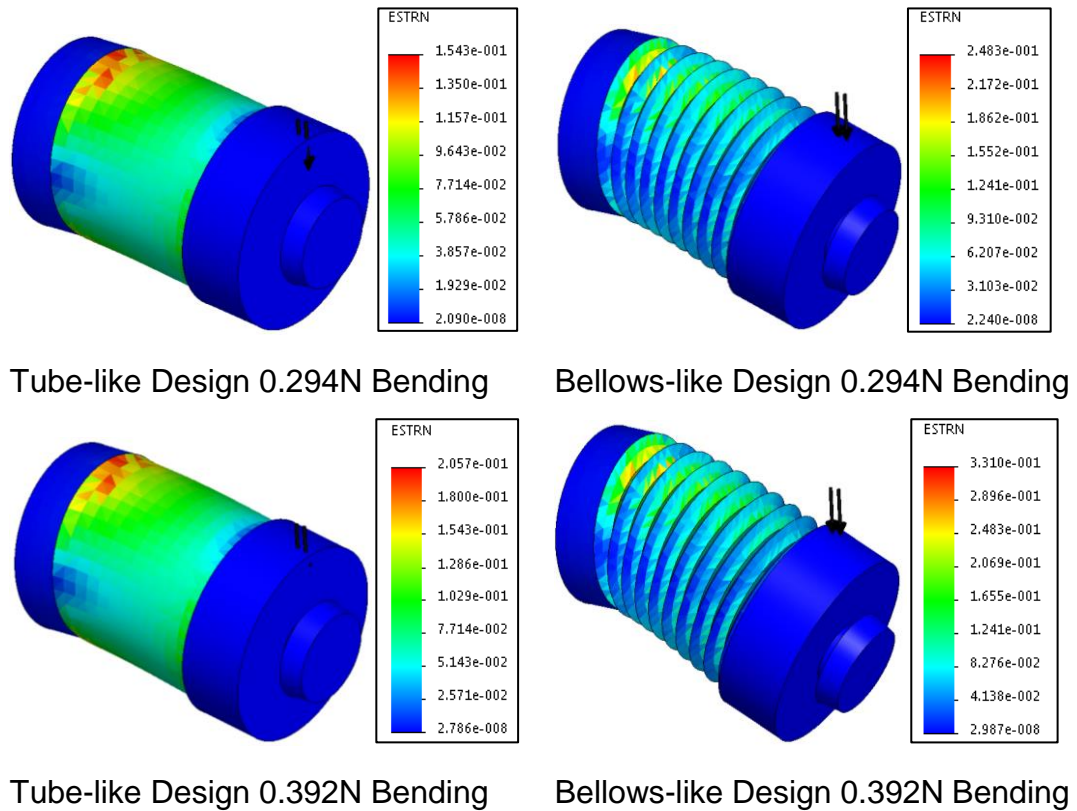 ESTRN
1.543e-001
1.350e-001
1.157e-001
9.643e-002
7.714e-002
5.786e-002
3.857e-002
1.929e-002
2.090e-008
ESTRN
2.483e-001
2.172e-001
1.862e-001
1.552e-001
1.241e-001
9.310e-002
6.207e-002
3.103e-002
2.240e-008
Tube-like Design 0.294N Bending
Bellows-like Design 0.294N Bending
ESTRN
2.057e-001
1.800e-001
1.543e-001
1.286e-001
1.029e-001
7.714e-002
5.143e-002
2.571e-002
2.786e-008
ESTRN
3.310e-001
2.896e-001
2.483e-001
2.069e-001
1.655e-001
1.241e-001
8.276e-002
4.138e-002
2.987e-008
Tube-like Design 0.392N Bending
Bellows-like Design 0.392N Bending